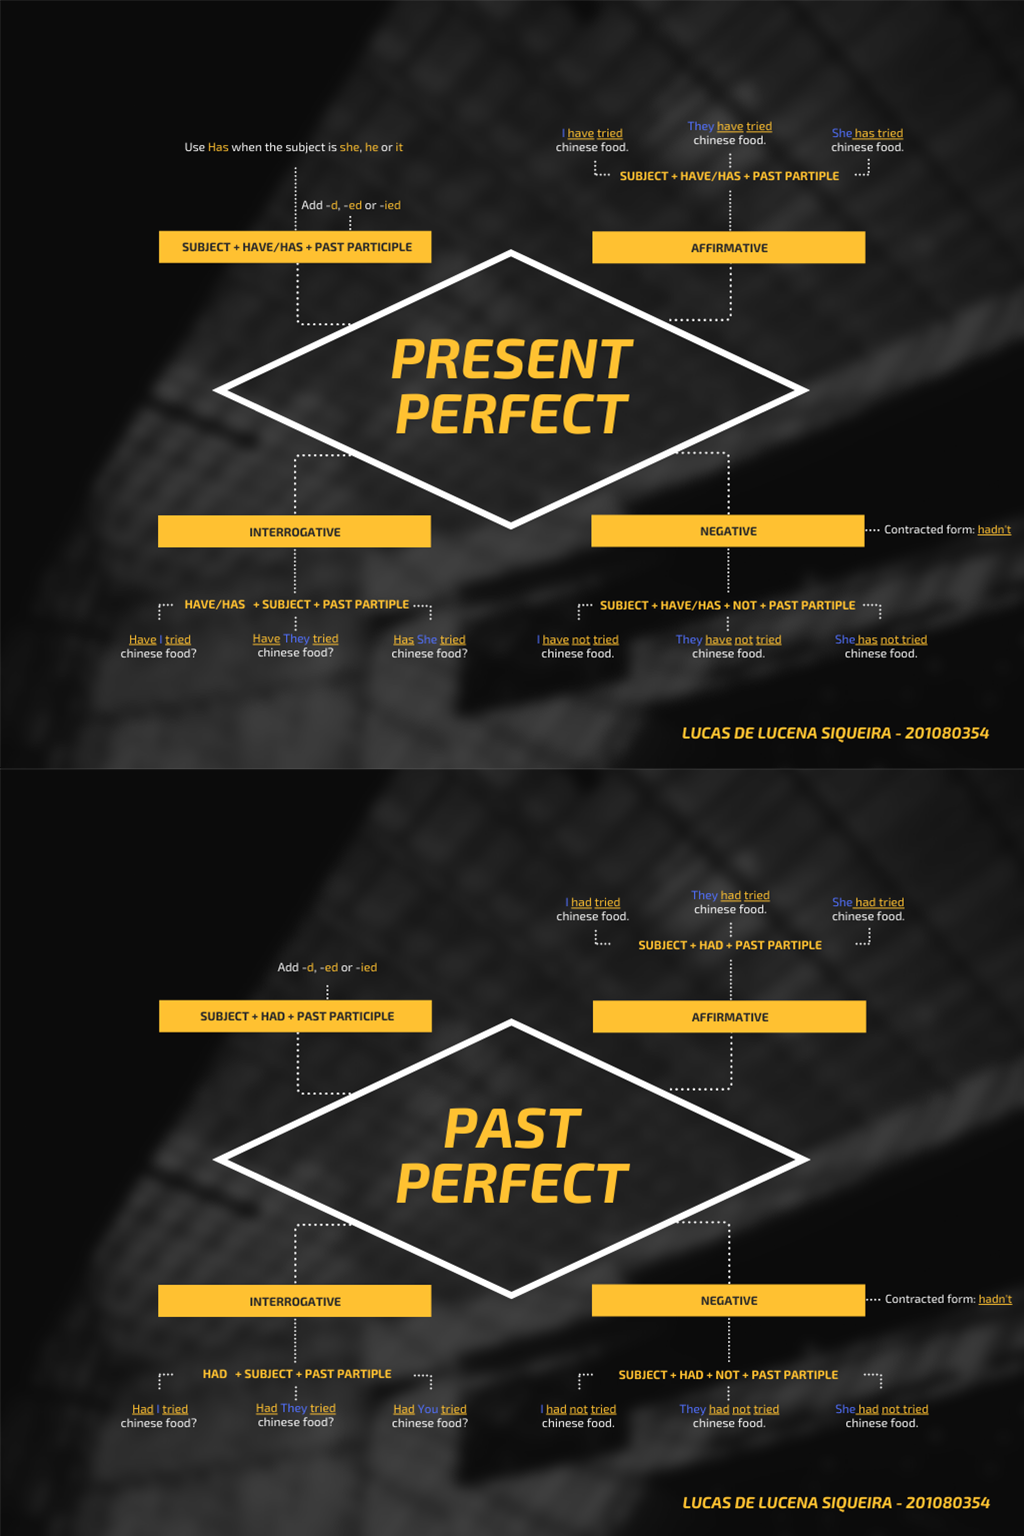 Use Has when the subject is she, he or it
Add -d, -ed or -ied
SUBJECT + HAVE/HAS + PAST PARTICIPLE
I have tried
chinese food.
They have tried
chinese food.
She has tried
chinese food.
SUBJECT + HAVE/HAS + PAST PARTIPLE
AFFIRMATIVE
PRESENT
PERFECT
INTERROGATIVE
HAVE/HAS + SUBJECT + PAST PARTIPLE
Have I tried
chinese food?
Have They tried
chinese food?
Has She tried
chinese food?
NEGATIVE
Contracted form: hadn't
SUBJECT + HAVE/HAS + NOT + PAST PARTIPLE
I have not tried
chinese food.
They have not tried
chinese food.
She has not tried
chinese food.
LUCAS DE LUCENA SIQUEIRA - 201080354
Add -d, -ed or -ied
SUBJECT + HAD + PAST PARTICIPLE
I had tried
chinese food.
They had tried
chinese food.
She had tried
chinese food.
SUBJECT + HAD + PAST PARTIPLE
AFFIRMATIVE
PAST
PERFECT
INTERROGATIVE
HAD + SUBJECT + PAST PARTIPLE
Had I tried
chinese food?
Had They tried
chinese food?
Had You tried
chinese food?
NEGATIVE
Contracted form: hadn't
SUBJECT + HAD + NOT + PAST PARTIPLE
I had not tried
chinese food.
They had not tried
chinese food.
She had not tried
chinese food.
LUCAS DE LUCENA SIQUEIRA - 201080354